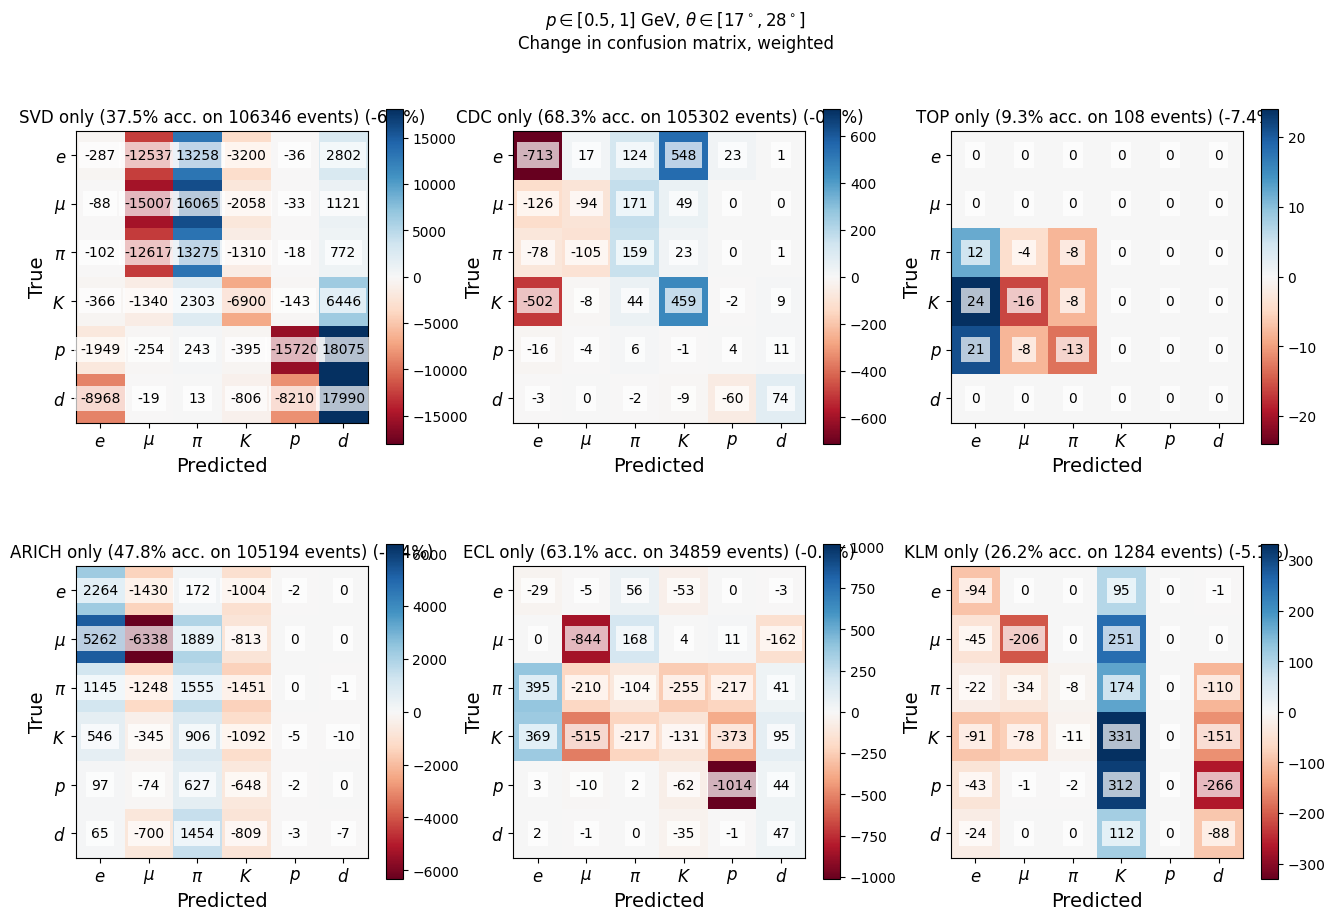 p ∈ [0.5, 1] GeV, θ ∈ [17°, 28°]
Change in confusion matrix, weighted
SVD only (37.5% acc. on 106346 events)
CDC only (68.3% acc. on 105302 events)
TOP only (9.3% acc. on 108 events) (-7.4%
e -287 -12537 13258 -3200 -36 2802
μ -88 -15007 16065 -2058 -33 1121
π -102 -12617 13275 -1310 -18 772
K -366 -1340 2303 -6900 -143 6446
p -1949 -254 243 -395 -15720 18075
d -8968 -19 13 -806 -8210 17990
e μ π K p d
True
Predicted
15000
10000
5000
0
−5000
−10000
−15000
e -713 17 124 548 23 1
μ -126 -94 171 49 0 0
π -78 -105 159 23 0 1
K -502 -8 44 459 -2 9
p -16 -4 6 -1 4 11
d -3 0 -2 -9 -60 74
e μ π K p d
True
Predicted
600
400
200
0
−200
−400
−600
e 0 0 0 0 0 0
μ 0 0 0 0 0 0
π 12 -4 -8 0 0 0
K 24 -16 -8 0 0 0
p 21 -8 -13 0 0 0
d 0 0 0 0 0 0
e μ π K p d
True
Predicted
20
10
0
−10
−20
ARICH only (47.8% acc. on 105194 events)
ECL only (63.1% acc. on 34859 events)
KLM only (26.2% acc. on 1284 events)
e 2264 -1430 172 -1004 -2 0
μ 5262 -6338 1889 -813 0 0
π 1145 -1248 1555 -1451 0 -1
K 546 -345 906 -1092 -5 -10
p 97 -74 627 -648 -2 0
d 65 -700 1454 -809 -3 -7
e μ π K p d
True
Predicted
6000
4000
2000
0
−2000
−4000
−6000
e -29 -5 56 -53 0 -3
μ 0 -844 168 4 11 -162
π 395 -210 -104 -255 -217 41
K 369 -515 -217 -131 -373 95
p 3 -10 2 -62 -1014 44
d 2 -1 0 -35 -1 47
e μ π K p d
True
Predicted
1000
750
500
250
0
−250
−500
−750
−1000
e -94 0 0 95 0 -1
μ -45 -206 0 251 0 0
π -22 -34 -8 174 0 -110
K -91 -78 -11 331 0 -151
p -43 -1 -2 312 0 -266
d -24 0 0 112 0 -88
e μ π K p d
True
Predicted
300
200
100
0
−100
−200
−300